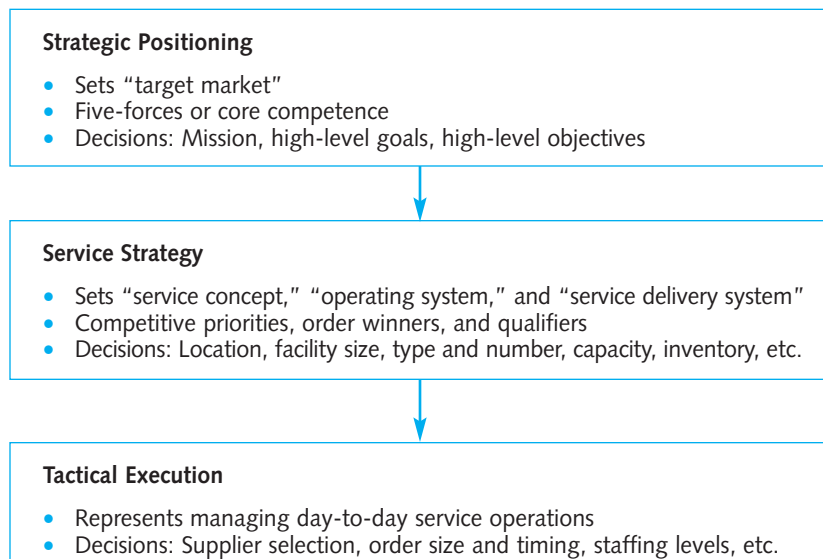 Strategic Positioning
• Sets “target market”
• Five-forces or core competence
• Decisions: Mission, high-level goals, high-level objectives
Service Strategy
• Sets “service concept,” “operating system,” and “service delivery system”
• Competitive priorities, order winners, and qualifiers
• Decisions: Location, facility size, type and number, capacity, inventory, etc.
Tactical Execution
• Represents managing day-to-day service operations
• Decisions: Supplier selection, order size and timing, staffing levels, etc.